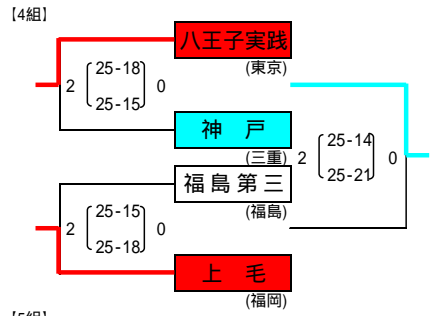 【4組】
八王子実践
(東京)
2 25-18 0
25-15
神 戸
(三重)
2 25-14 0
25-21
福島第三
(福島)
2 25-15 0
25-18
上 毛
(福岡)
【5組】